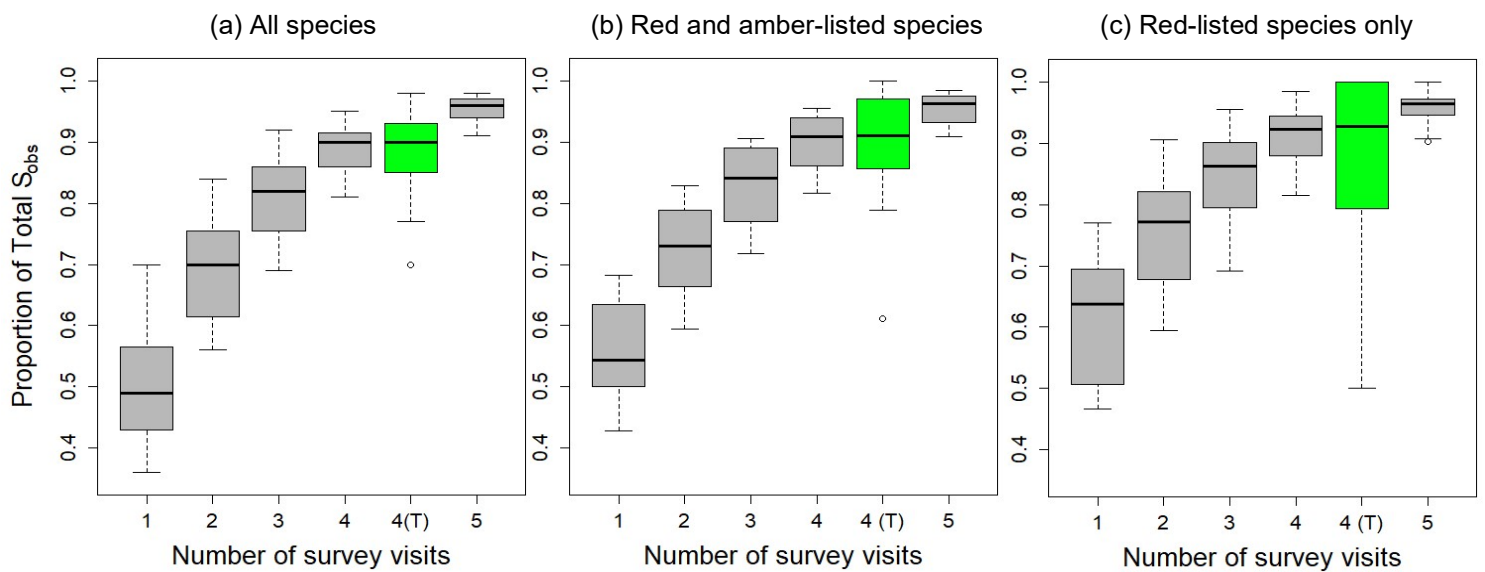 (a) All species
(b) Red and amber-listed species
(c) Red-listed species only
Proportion of Total Sobs
1.0
0.9
0.8
0.7
0.6
0.5
0.4
1 2 3 4 4(T) 5
Number of survey visits
1.0
0.9
0.8
0.7
0.6
0.5
0.4
1 2 3 4 4 (T) 5
Number of survey visits
1.0
0.9
0.8
0.7
0.6
0.5
0.4
1 2 3 4 4 (T) 5
Number of survey visits